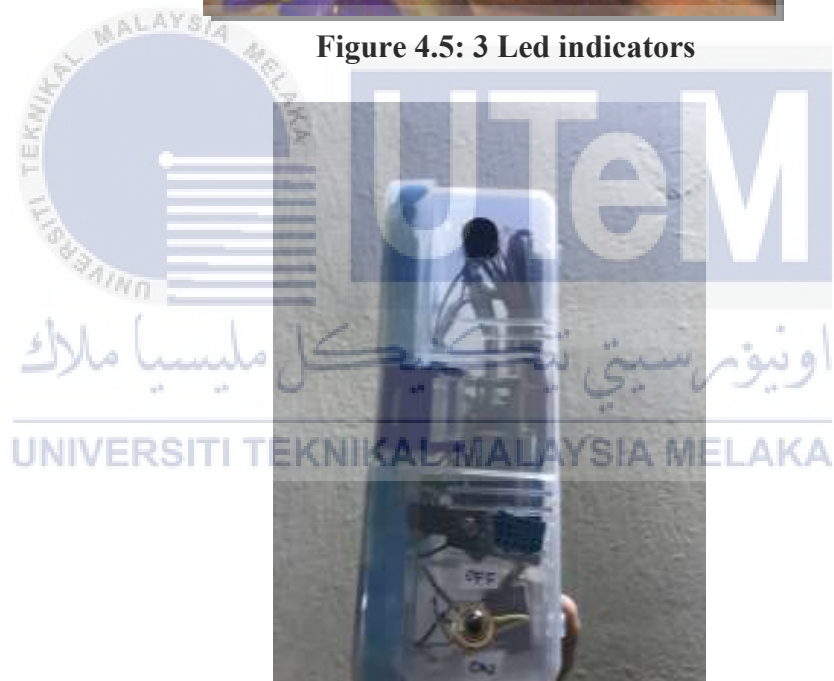 Figure 4.5: 3 Led indicators
UNIVERSITI TEKNIKAL MALAYSIA MELAKA
UTeM
اونيۏرسيتي تيكنيكل مليسيا ملاك
UNIVERSITI TEKNIKAL MALAYSIA MELAKA
OFF
ON